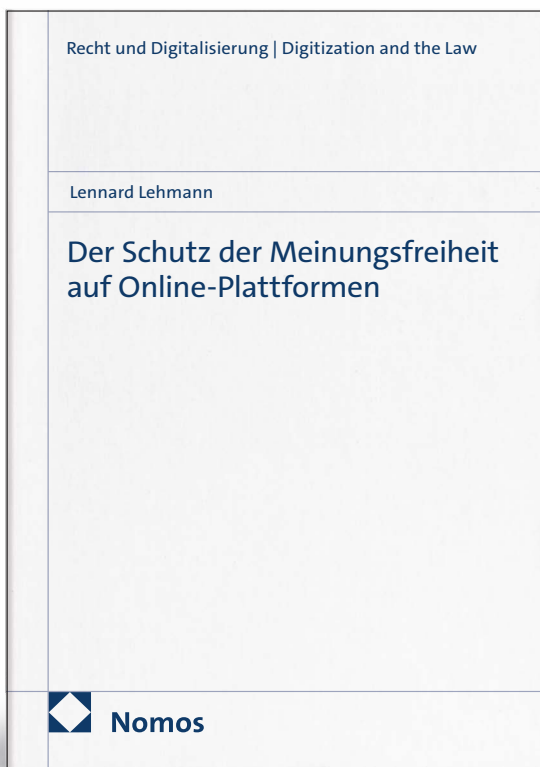 Recht und Digitalisierung | Digitization and the Law
Lennard Lehmann
Der Schutz der Meinungsfreiheit
auf Online-Plattformen
Nomos